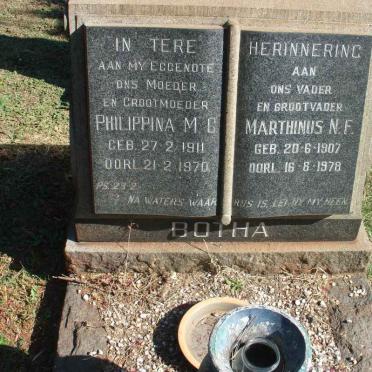 IN TERE
AAN MY EGGENOTE
ONS MOEDER
EN GROOTMOEDER
PHILIPPINA M. C.
GEB. 27·2·1911
OORL. 21·2·1970
PS. 23:2
NA WATERS WAAR
HERINNERING
AAN
ONS VADER
EN GROOTVADER
MARTHINUS N. F.
GEB. 20·6·1907
OORL. 16·8·1978
RUS IS, LEI HY MY HEEN
BOTHA